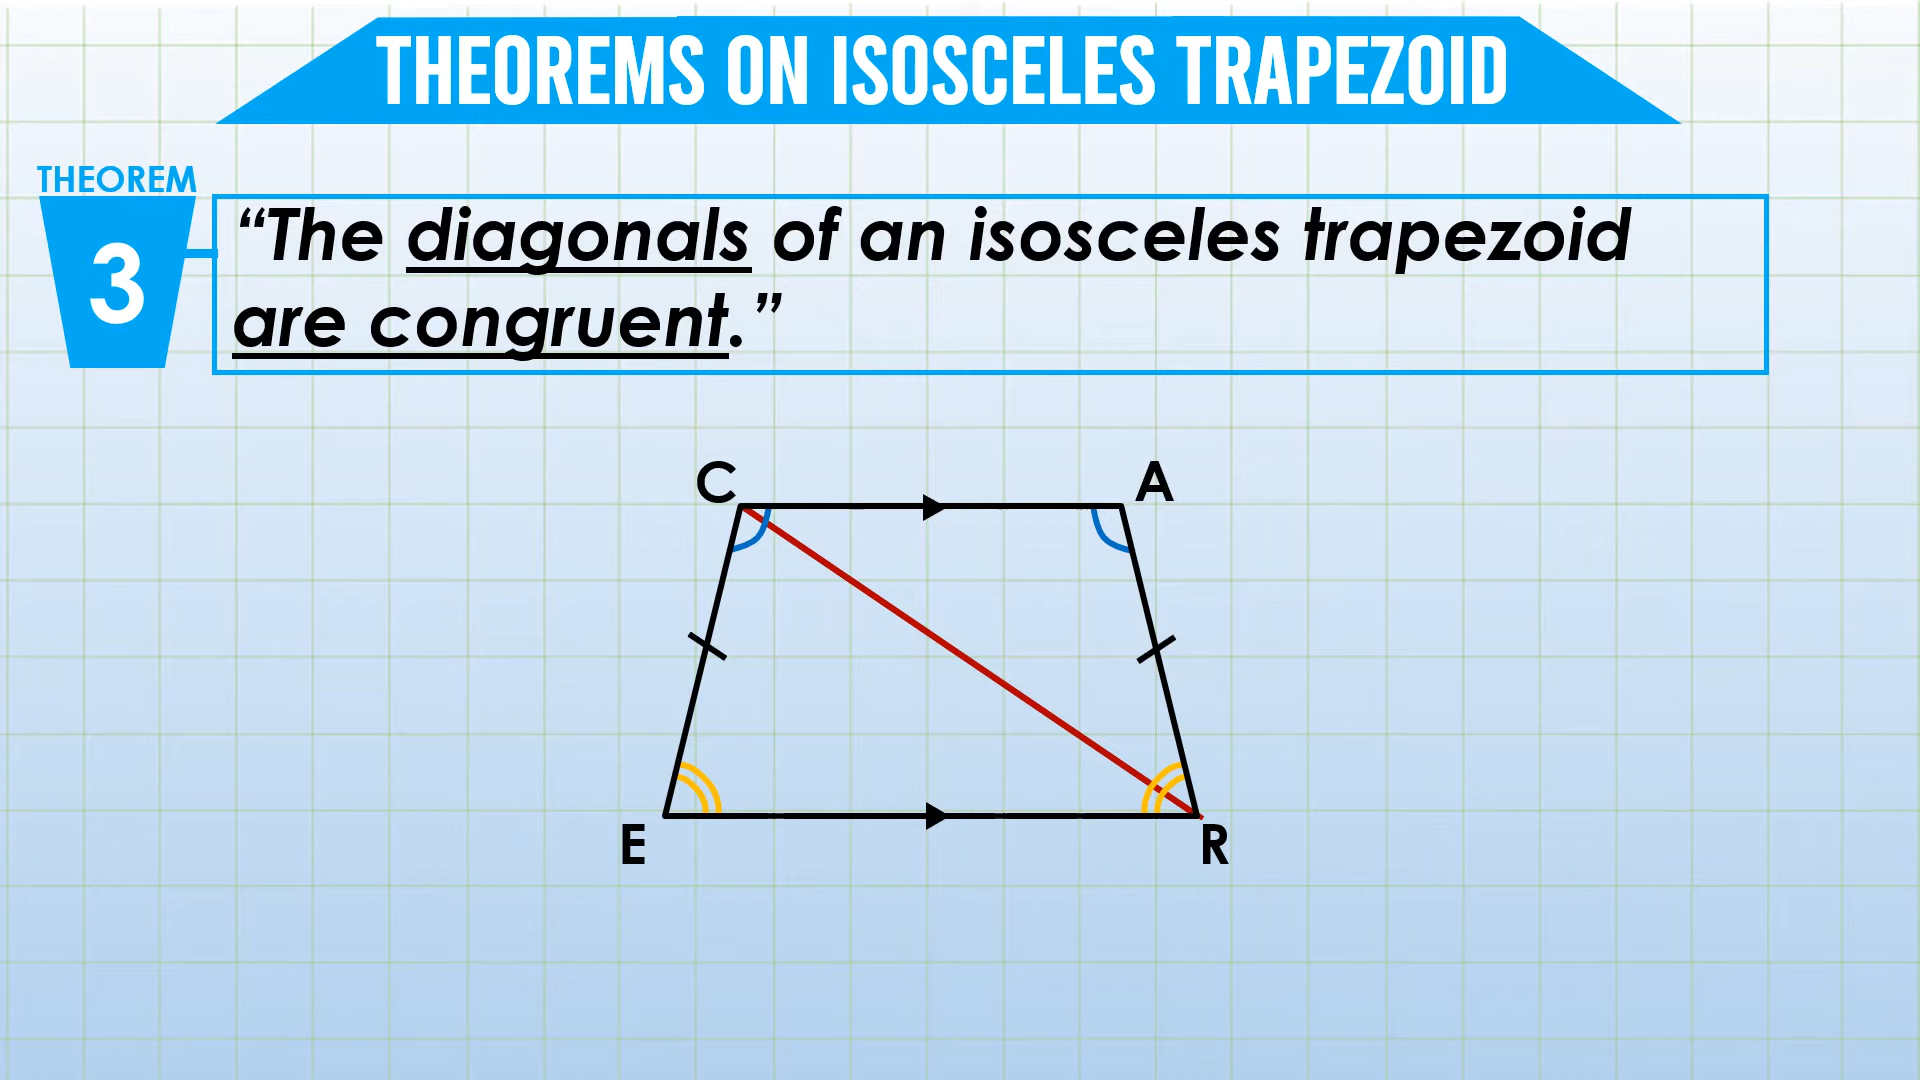 THEOREMS ON ISOSCELES TRAPEZOID
THEOREM
3
“The diagonals of an isosceles trapezoid
are congruent.”
C
A
E
R